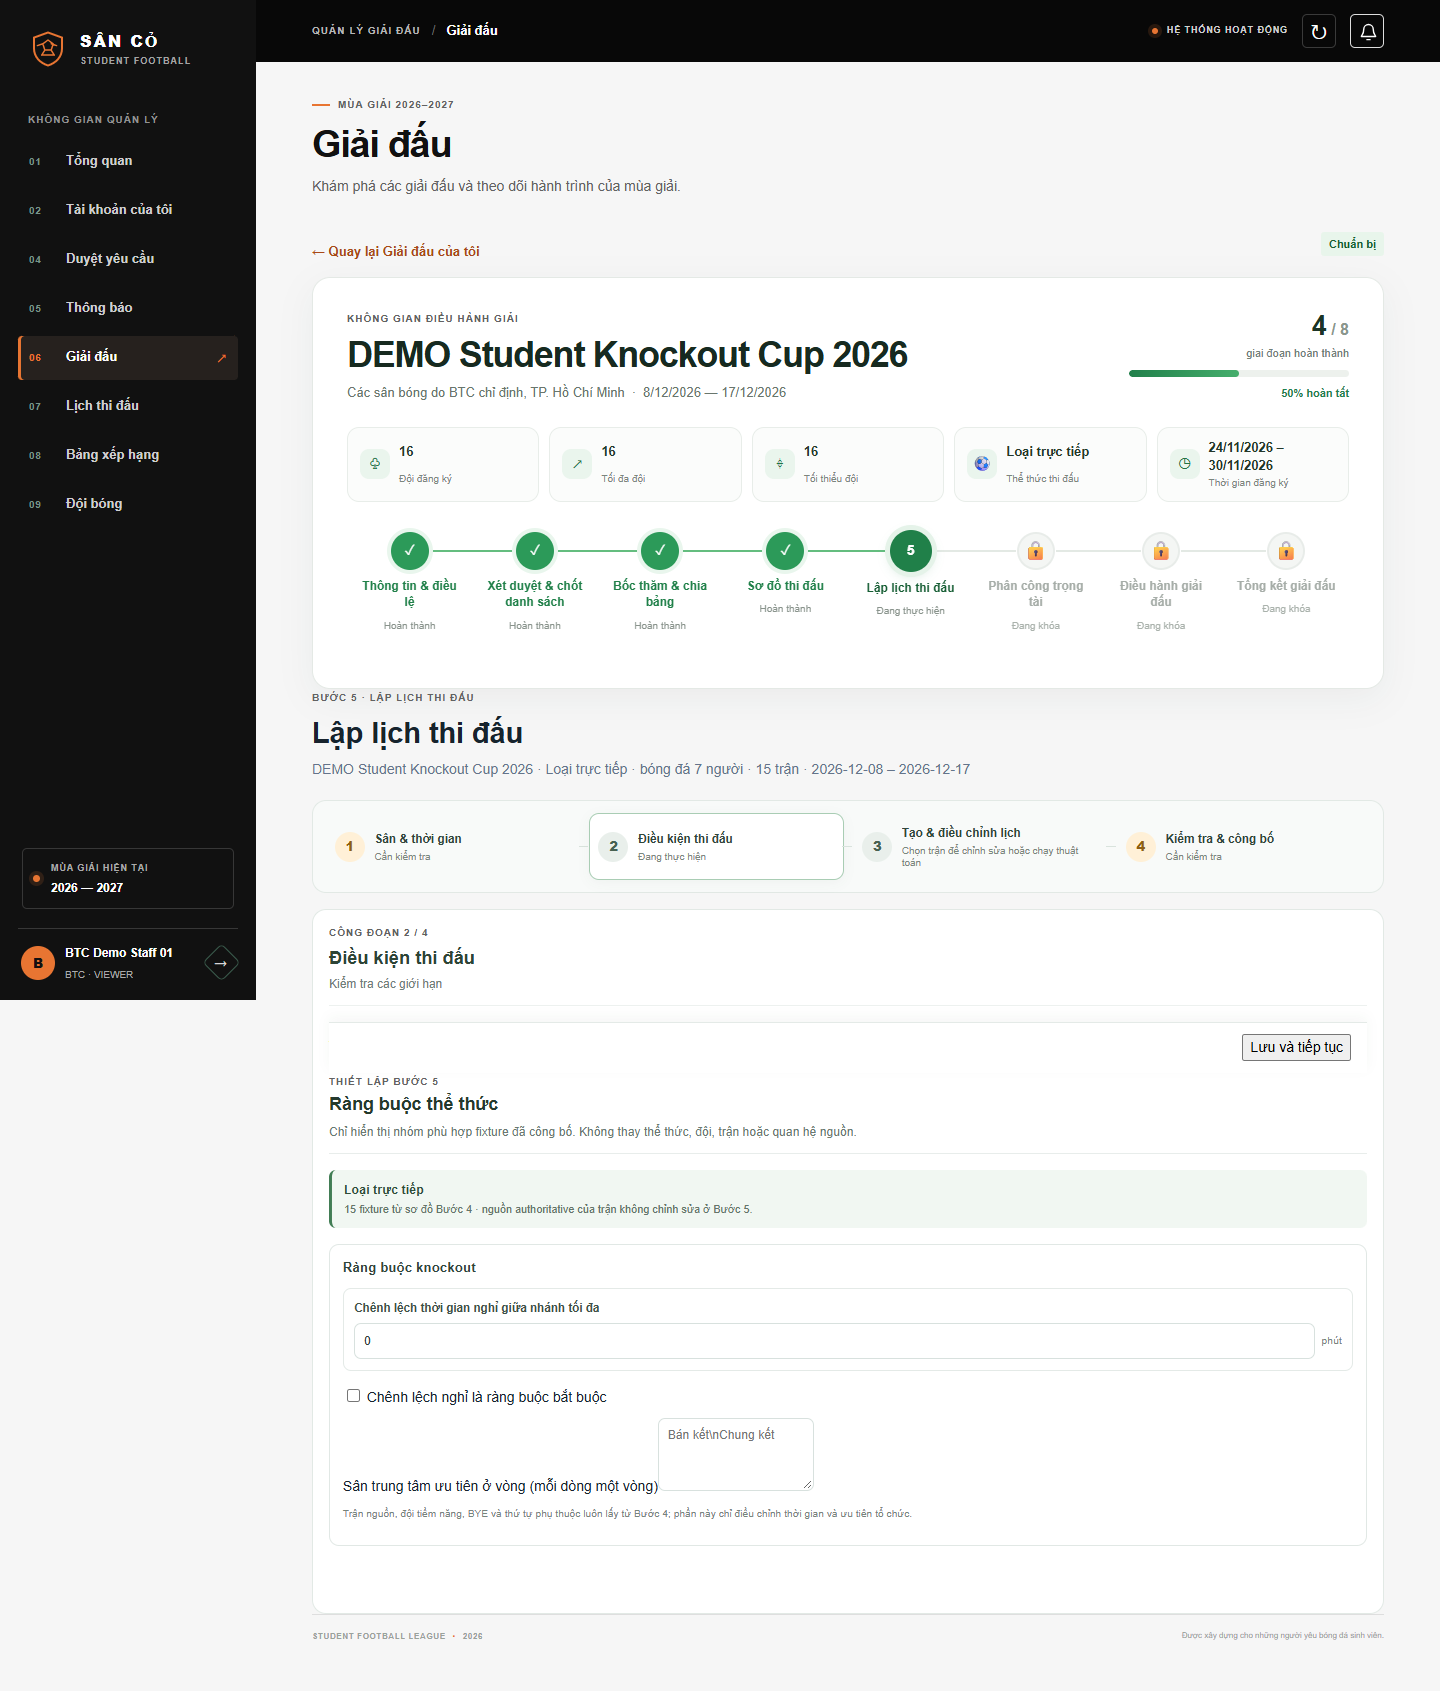 SÂN CỎ
STUDENT FOOTBALL
KHÔNG GIAN QUẢN LÝ
01 Tổng quan
02 Tài khoản của tôi
04 Duyệt yêu cầu
05 Thông báo
06 Giải đấu ↗
07 Lịch thi đấu
08 Bảng xếp hạng
09 Đội bóng
MÙA GIẢI HIỆN TẠI
2026 — 2027
B
BTC Demo Staff 01
BTC · VIEWER
→
QUẢN LÝ GIẢI ĐẤU / Giải đấu
HỆ THỐNG HOẠT ĐỘNG ↻
MÙA GIẢI 2026–2027
Giải đấu
Khám phá các giải đấu và theo dõi hành trình của mùa giải.
← Quay lại Giải đấu của tôi
Chuẩn bị
KHÔNG GIAN ĐIỀU HÀNH GIẢI
DEMO Student Knockout Cup 2026
Các sân bóng do BTC chỉ định, TP. Hồ Chí Minh · 8/12/2026 — 17/12/2026
4 / 8
giai đoạn hoàn thành
50% hoàn tất
16
Đội đăng ký
16
Tối đa đội
16
Tối thiểu đội
Loại trực tiếp
Thể thức thi đấu
24/11/2026 –
30/11/2026
Thời gian đăng ký
✓ Thông tin & điều
lệ
Hoàn thành
✓ Xét duyệt & chốt
danh sách
Hoàn thành
✓ Bốc thăm & chia
bảng
Hoàn thành
✓ Sơ đồ thi đấu
Hoàn thành
5
Lập lịch thi đấu
Đang thực hiện
Phân công trọng
tài
Đang khóa
Điều hành giải
đấu
Đang khóa
Tổng kết giải đấu
Đang khóa
BƯỚC 5 · LẬP LỊCH THI ĐẤU
Lập lịch thi đấu
DEMO Student Knockout Cup 2026 · Loại trực tiếp · bóng đá 7 người · 15 trận · 2026-12-08 – 2026-12-17
1
Sân & thời gian
Cần kiểm tra
2
Điều kiện thi đấu
Đang thực hiện
3
Tạo & điều chỉnh lịch
Chọn trận để chỉnh sửa hoặc chạy thuật
toán
4
Kiểm tra & công bố
Cần kiểm tra
CÔNG ĐOẠN 2 / 4
Điều kiện thi đấu
Kiểm tra các giới hạn
Lưu và tiếp tục
THIẾT LẬP BƯỚC 5
Ràng buộc thể thức
Chỉ hiển thị nhóm phù hợp fixture đã công bố. Không thay thể thức, đội, trận hoặc quan hệ nguồn.
Loại trực tiếp
15 fixture từ sơ đồ Bước 4 · nguồn authoritative của trận không chỉnh sửa ở Bước 5.
Ràng buộc knockout
Chênh lệch thời gian nghỉ giữa nhánh tối đa
0
phút
Chênh lệch nghỉ là ràng buộc bắt buộc
Bán kết\nChung kết
Sân trung tâm ưu tiên ở vòng (mỗi dòng một vòng)
Trận nguồn, đội tiềm năng, BYE và thứ tự phụ thuộc luôn lấy từ Bước 4; phần này chỉ điều chỉnh thời gian và ưu tiên tổ chức.
STUDENT FOOTBALL LEAGUE • 2026
Được xây dựng cho những người yêu bóng đá sinh viên.